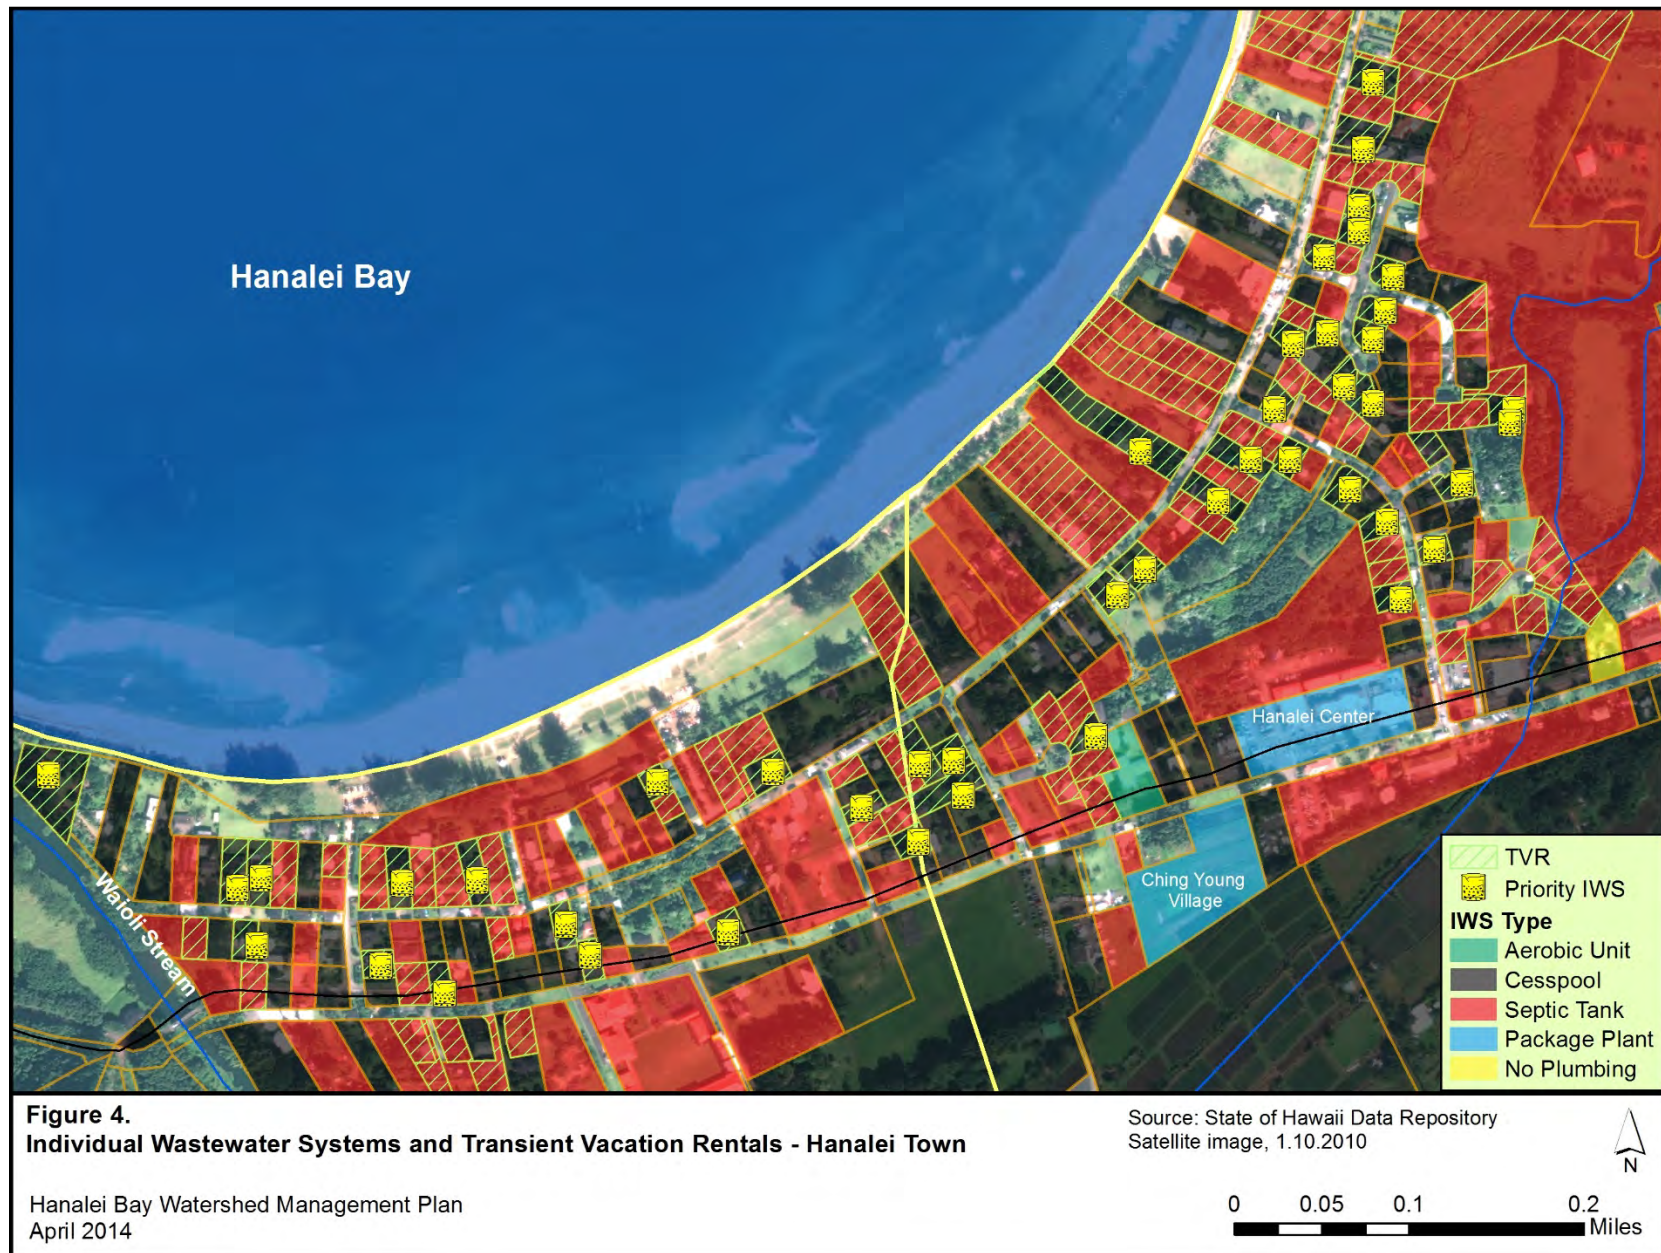 Hanalei Bay
Hanalei Center
Ching Young
Village
Waioli Stream
TVR
Priority IWS
IWS Type
Aerobic Unit
Cesspool
Septic Tank
Package Plant
No Plumbing
Figure 4.
Individual Wastewater Systems and Transient Vacation Rentals - Hanalei Town
Hanalei Bay Watershed Management Plan
April 2014
Source: State of Hawaii Data Repository
Satellite image, 1.10.2010
N
0 0.05 0.1 0.2
Miles